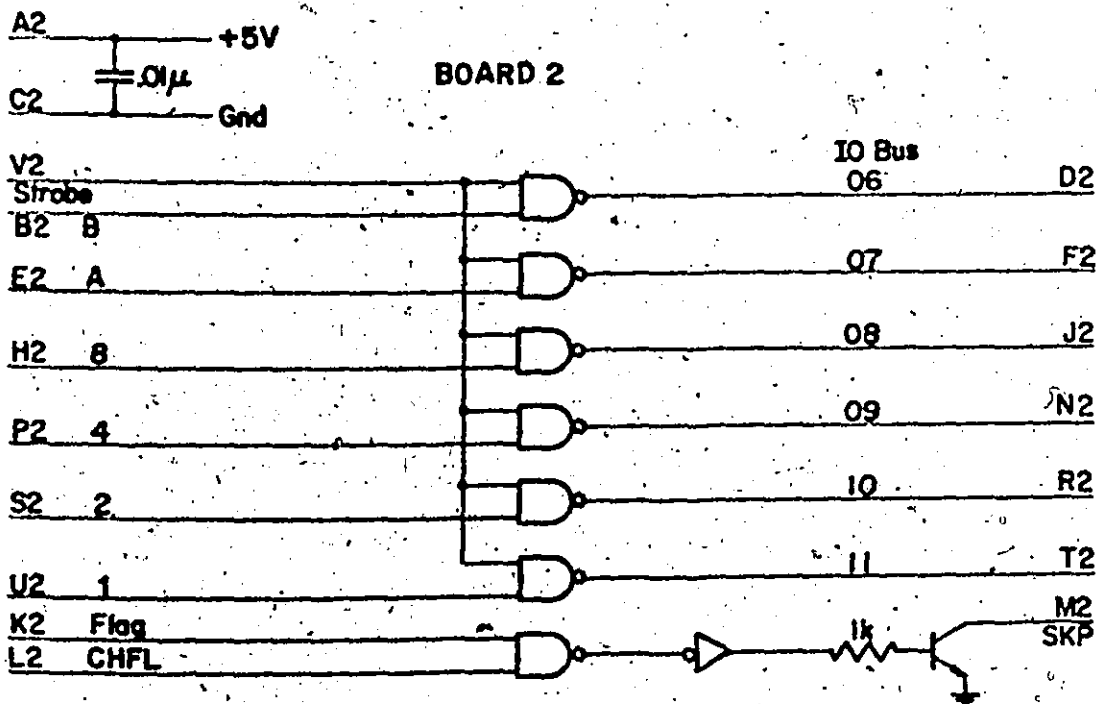 A2 +5V
.01μ BOARD 2
C2 Gnd
IO Bus
V2 06 D2
Strobe
B2 B
E2 A 07 F2
H2 8 08 J2
P2 4 09 N2
S2 2 10 R2
U2 1 11 T2
K2 Flag 1k M2
L2 CHFL SKP